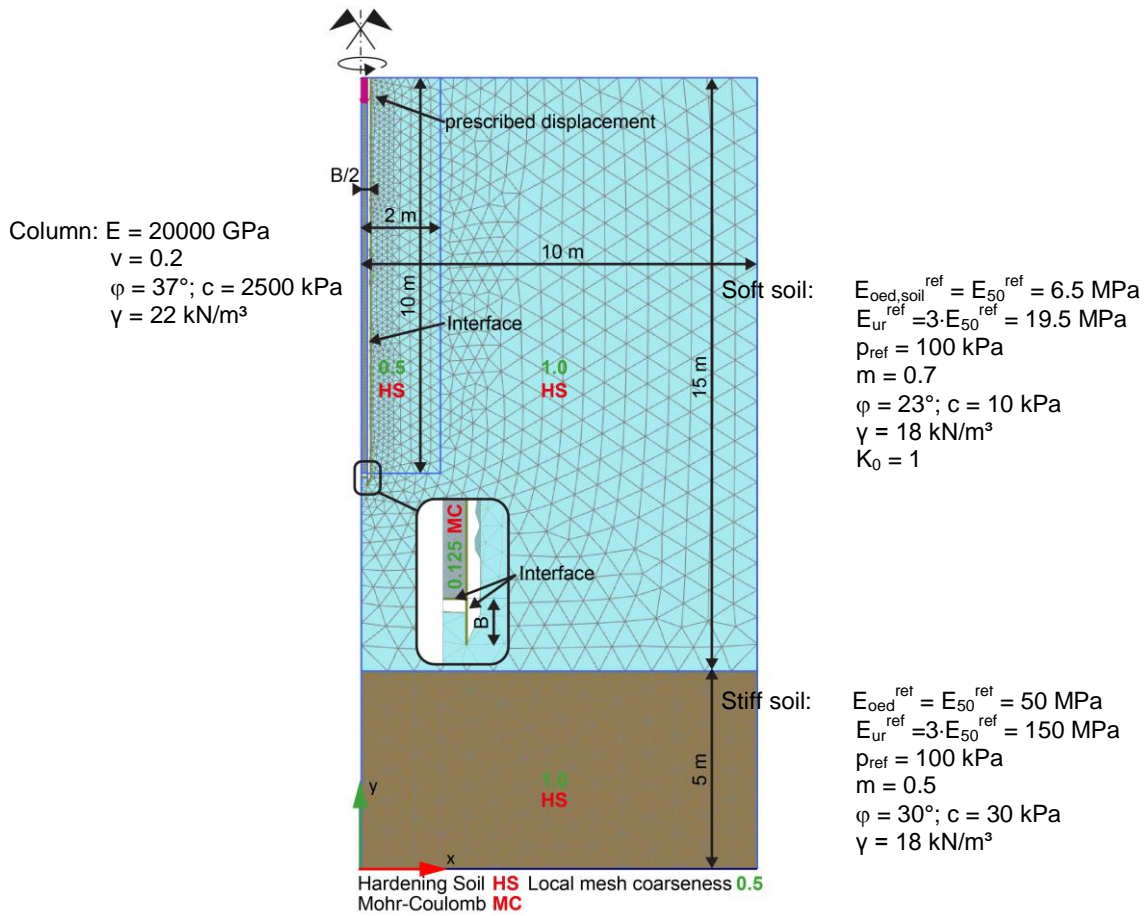 prescribed displacement
B/2
2 m
10 m
10 m
15 m
Interface
0.5
HS
1.0
HS
Column: E = 20000 GPa
ν = 0.2
φ = 37°; c = 2500 kPa
γ = 22 kN/m³
Soft soil: E_oed,soil^ref = E_50^ref = 6.5 MPa
E_ur^ref =3·E_50^ref = 19.5 MPa
p_ref = 100 kPa
m = 0.7
φ = 23°; c = 10 kPa
γ = 18 kN/m³
K_0 = 1
0.125 MC
Interface
B
Stiff soil: E_oed^ref = E_50^ref = 50 MPa
E_ur^ref =3·E_50^ref = 150 MPa
p_ref = 100 kPa
m = 0.5
φ = 30°; c = 30 kPa
γ = 18 kN/m³
5 m
1.0
HS
y
x
Hardening Soil HS Local mesh coarseness 0.5
Mohr-Coulomb MC